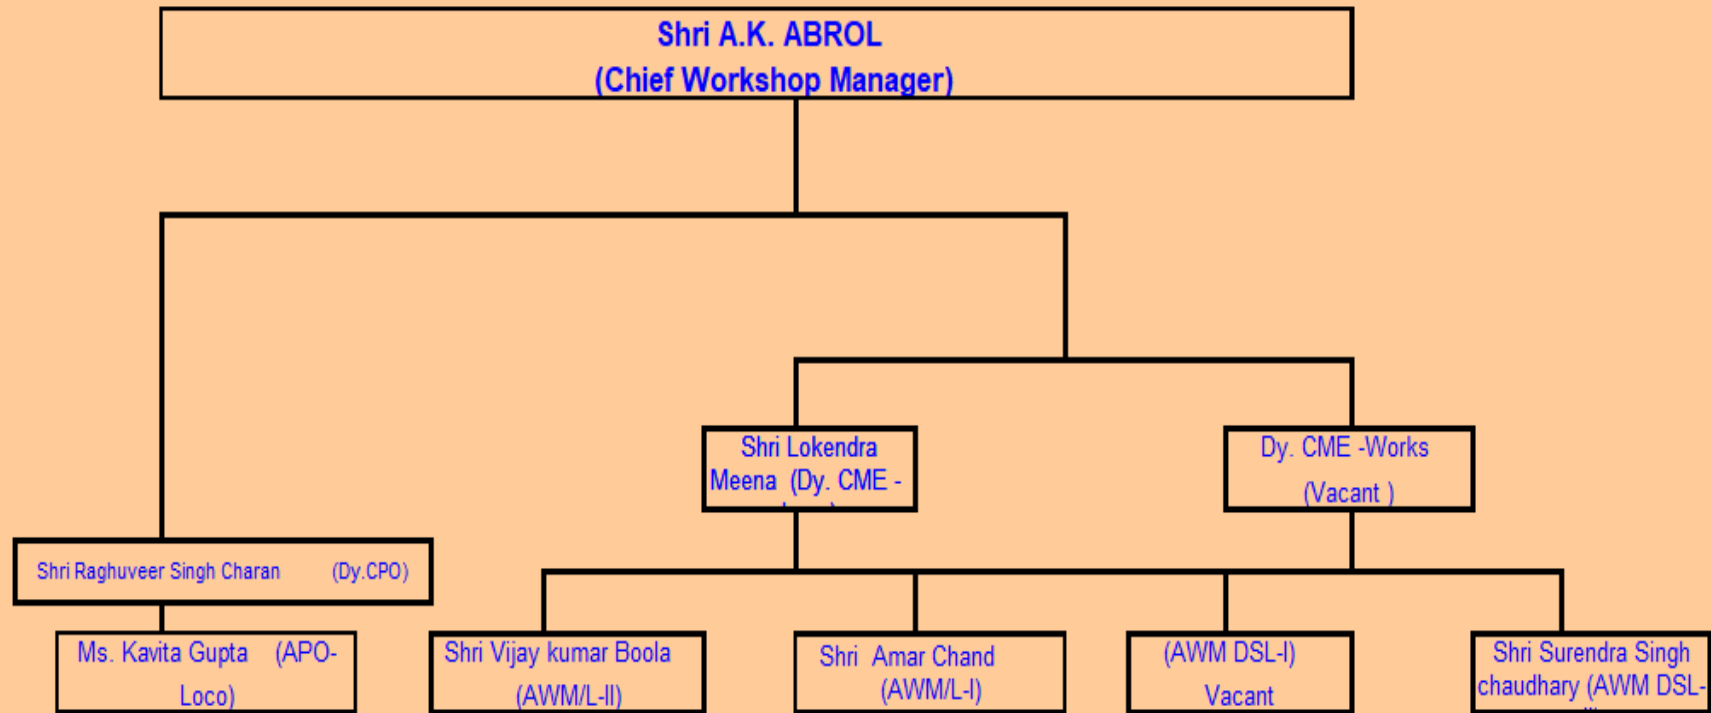 Shri A.K. ABROL
(Chief Workshop Manager)
Shri Lokendra
Meena (Dy. CME -
Dy. CME -Works
(Vacant )
Shri Raghuveer Singh Charan (Dy.CPO)
Ms. Kavita Gupta (APO-
Loco)
Shri Vijay kumar Boola
(AWM/L-II)
Shri Amar Chand
(AWM/L-I)
(AWM DSL-I)
Vacant
Shri Surendra Singh
chaudhary (AWM DSL-